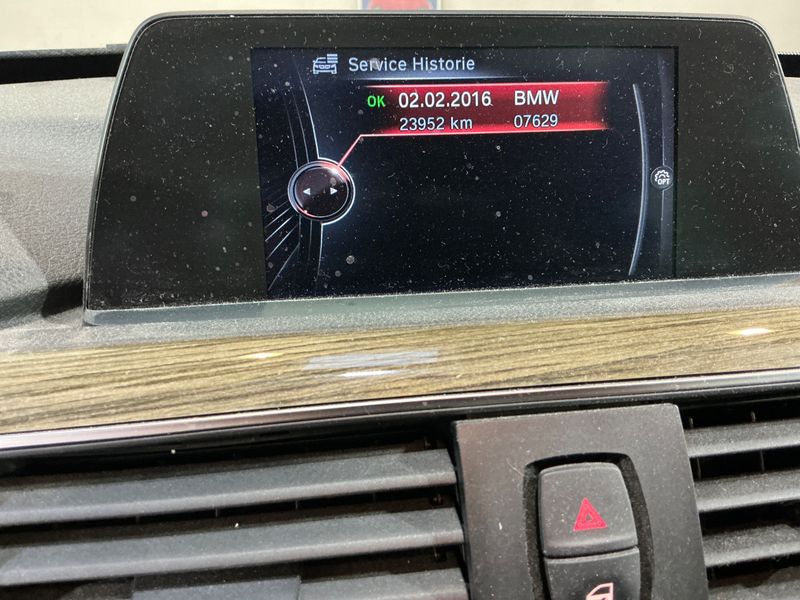 Service Historie
OK 02.02.2016 BMW
23952 km 07629
OPT